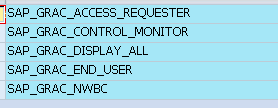 SAP_GRAC_ACCESS_REQUESTER
SAP_GRAC_CONTROL_MONITOR
SAP_GRAC_DISPLAY_ALL
SAP_GRAC_END_USER
SAP_GRAC_NWBC